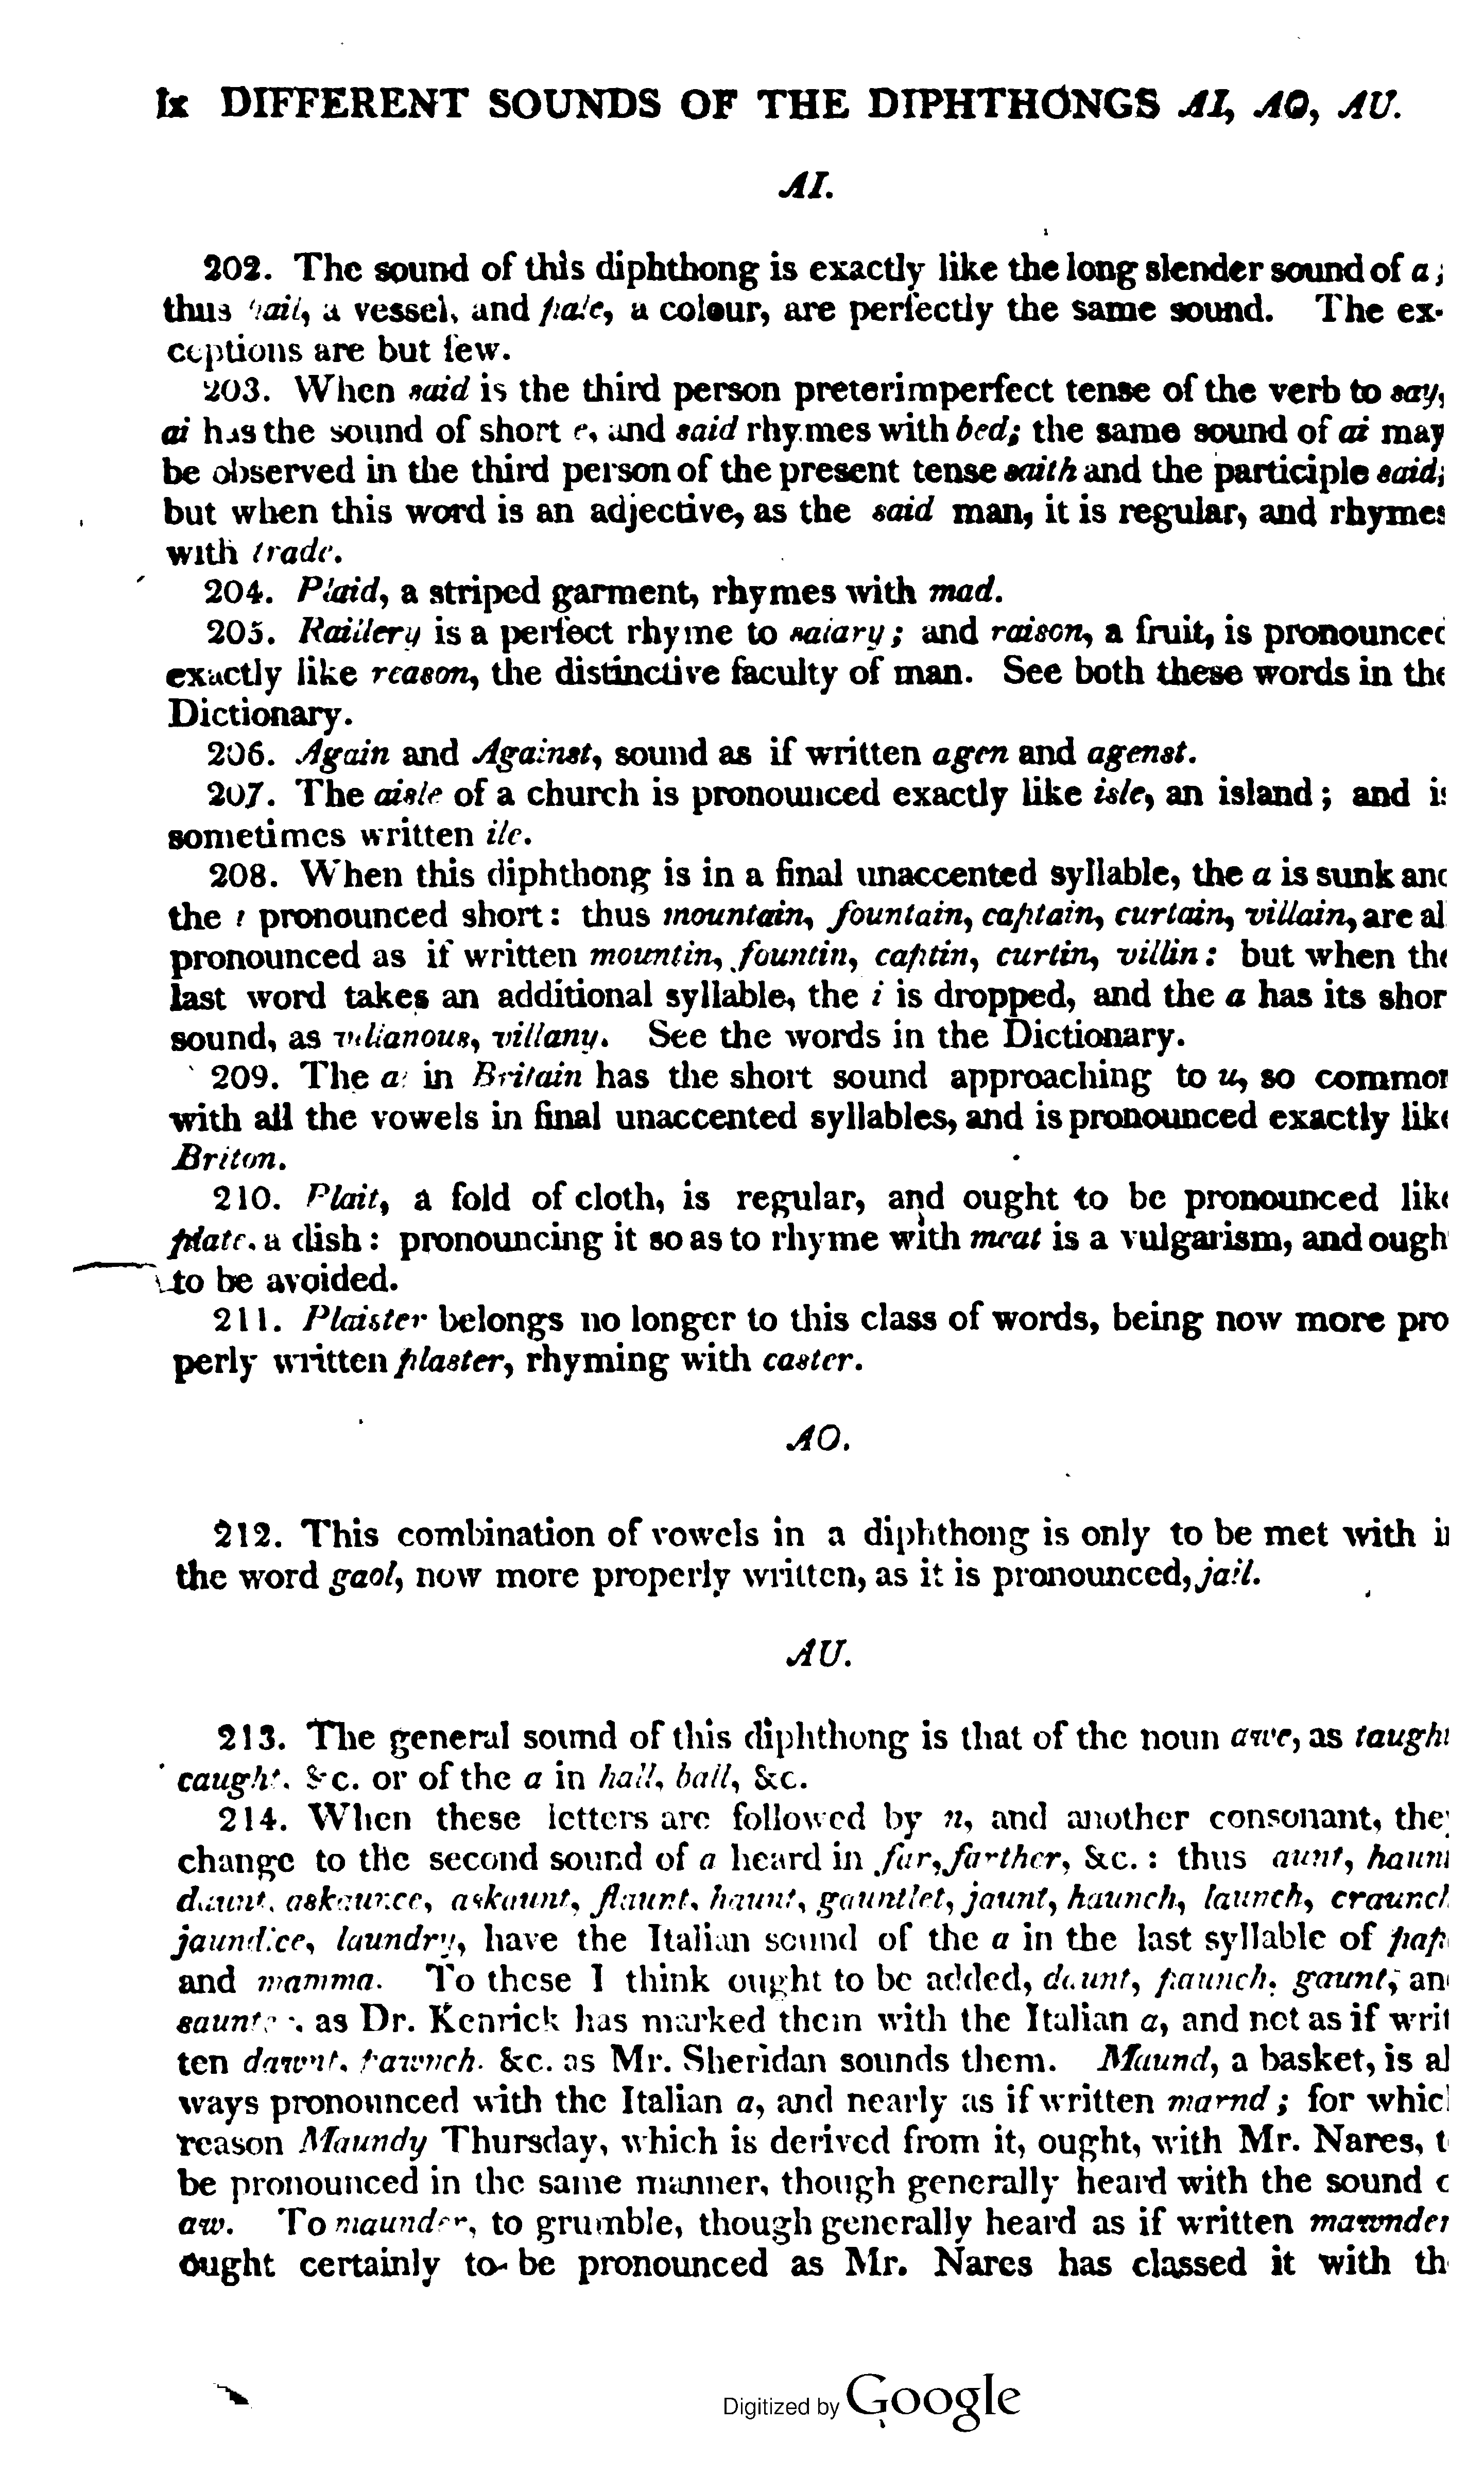 lx DIFFERENT SOUNDS OF THE DIPHTHONGS AI, AO, AU.
AI.
202. The sound of this diphthong is exactly like the long slender sound of a;
thus pail, a vessel, and pale, a colour, are perfectly the same sound. The ex-
ceptions are but few.
203. When said is the third person preterimperfect tense of the verb to say,
ai has the sound of short e, and said rhymes with bed; the same sound of ai may
be observed in the third person of the present tense saith and the participle said;
but when this word is an adjective, as the said man, it is regular, and rhymes
with trade.
204. Plaid, a striped garment, rhymes with mad.
205. Raillery is a perfect rhyme to salary; and raison, a fruit, is pronounced
exactly like reason, the distinctive faculty of man. See both these words in the
Dictionary.
206. Again and Against, sound as if written agen and agenst.
207. The aisle of a church is pronounced exactly like isle, an island; and is
sometimes written ile.
208. When this diphthong is in a final unaccented syllable, the a is sunk and
the i pronounced short: thus mountain, fountain, captain, curtain, villain, are al
pronounced as if written mountin, fountin, captin, curtin, villin: but when the
last word takes an additional syllable, the i is dropped, and the a has its shor
sound, as villanous, villany. See the words in the Dictionary.
209. The ai in Britain has the short sound approaching to u, so common
with all the vowels in final unaccented syllables, and is pronounced exactly like
Briton.
210. Plait, a fold of cloth, is regular, and ought to be pronounced like
plate, a dish: pronouncing it so as to rhyme with meat is a vulgarism, and ough
to be avoided.
211. Plaister belongs no longer to this class of words, being now more pro
perly written plaster, rhyming with caster.
AO.
212. This combination of vowels in a diphthong is only to be met with in
the word gaol, now more properly written, as it is pronounced, jail.
AU.
213. The general sound of this diphthong is that of the noun awe, as taught
caught, &c. or of the a in hall, ball, &c.
214. When these letters are followed by n, and another consonant, they
change to the second sound of a heard in far, farther, &c.: thus aunt, haunt
daunt, askaunce, askaunt, flaunt, haunt, gauntlet, jaunt, haunch, launch, craunch
jaundice, laundry, have the Italian sound of the a in the last syllable of papa
and mamma. To these I think ought to be added, daunt, paunch, gaunt, an
saunter, as Dr. Kenrick has marked them with the Italian a, and not as if writ
ten dawnt, pawnch, &c. as Mr. Sheridan sounds them. Maund, a basket, is al
ways pronounced with the Italian a, and nearly as if written marnd; for which
reason Maundy Thursday, which is derived from it, ought, with Mr. Nares, t
be pronounced in the same manner, though generally heard with the sound o
aw. To maunder, to grumble, though generally heard as if written mawnder
ought certainly to be pronounced as Mr. Nares has classed it with th
Digitized by Google